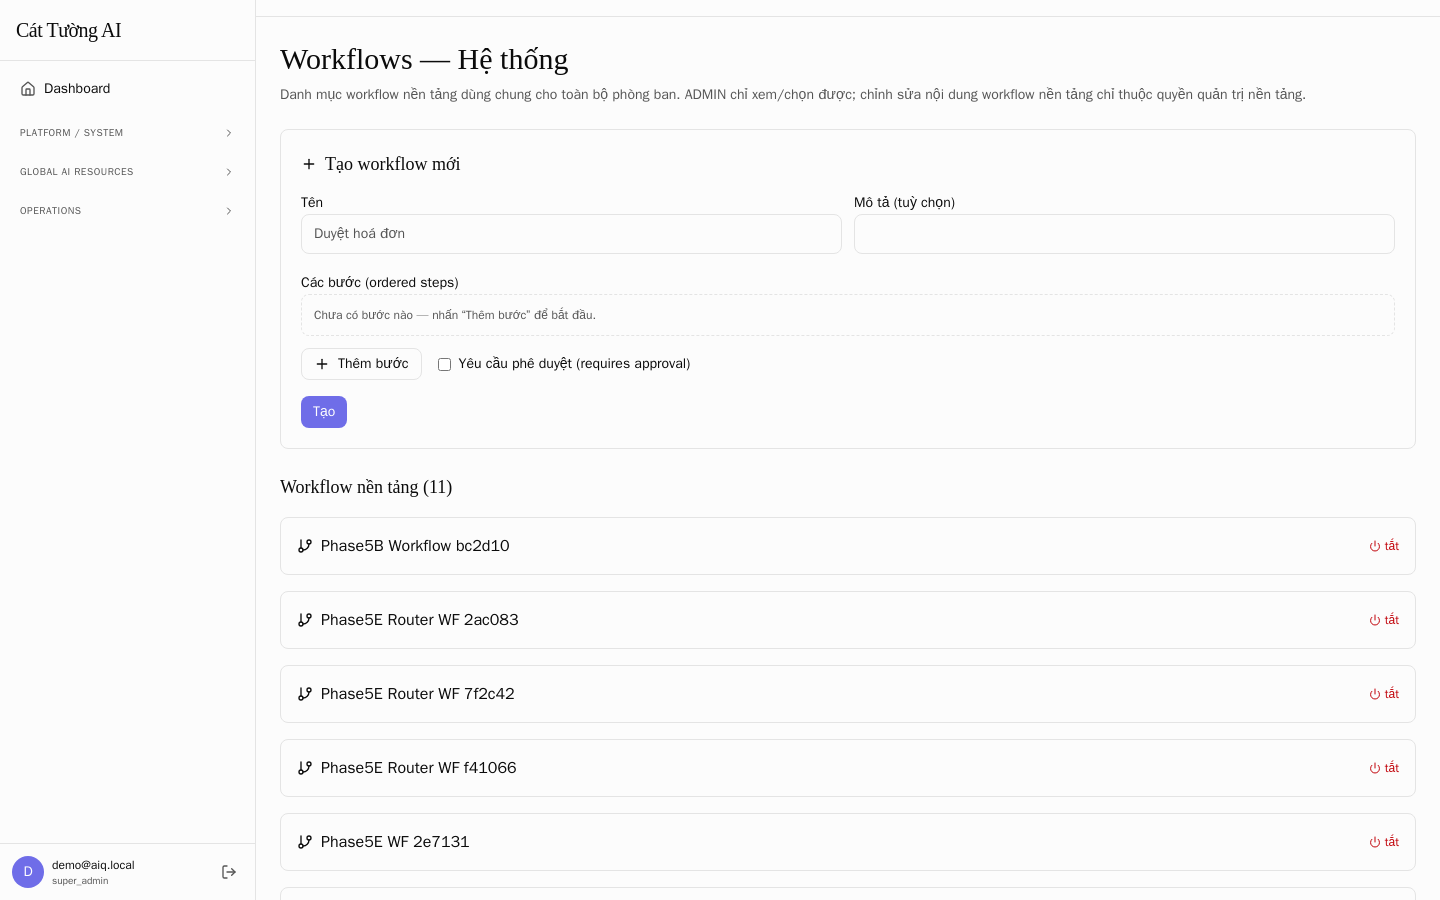 Cát Tường AI
Dashboard
PLATFORM / SYSTEM
GLOBAL AI RESOURCES
OPERATIONS
demo@aiq.local
super_admin
D
Workflows — Hệ thống
Danh mục workflow nền tảng dùng chung cho toàn bộ phòng ban. ADMIN chỉ xem/chọn được; chỉnh sửa nội dung workflow nền tảng chỉ thuộc quyền quản trị nền tảng.
Tạo workflow mới
Tên
Mô tả (tuỳ chọn)
Duyệt hoá đơn
Các bước (ordered steps)
Chưa có bước nào — nhấn “Thêm bước” để bắt đầu.
Thêm bước
Yêu cầu phê duyệt (requires approval)
Tạo
Workflow nền tảng (11)
Phase5B Workflow bc2d10
tắt
Phase5E Router WF 2ac083
tắt
Phase5E Router WF 7f2c42
tắt
Phase5E Router WF f41066
tắt
Phase5E WF 2e7131
tắt